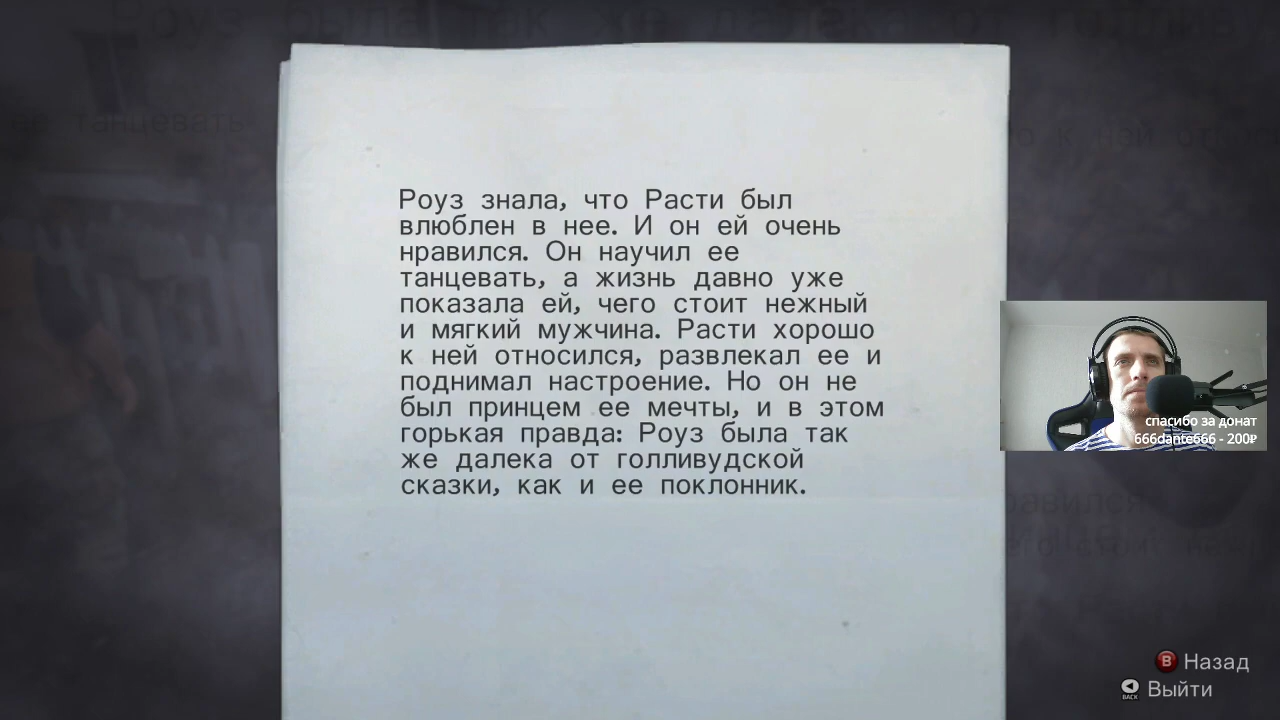 Роуз знала, что Расти был
влюблен в нее. И он ей очень
нравился. Он научил ее
танцевать, а жизнь давно уже
показала ей, чего стоит нежный
и мягкий мужчина. Расти хорошо
к ней относился, развлекал ее и
поднимал настроение. Но он не
был принцем ее мечты, и в этом
горькая правда: Роуз была так
же далека от голливудской
сказки, как и ее поклонник.
спасибо за донат
666dante666 - 200₽
B Назад
BACK Выйти